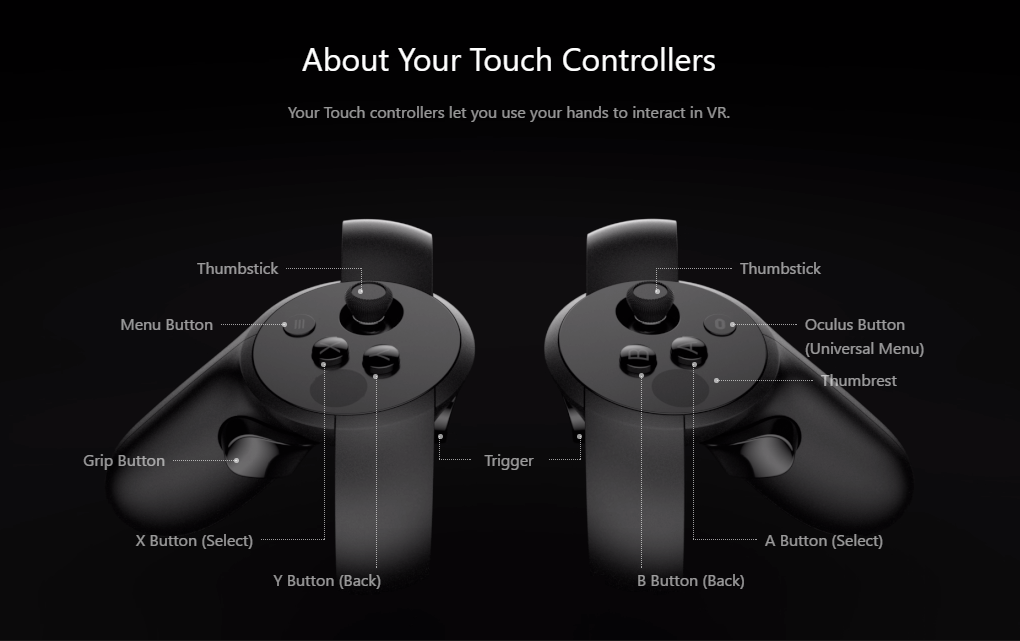 About Your Touch Controllers
Your Touch controllers let you use your hands to interact in VR.
Thumbstick
Thumbstick
Menu Button
Oculus Button
(Universal Menu)
X
Y
B
A
Thumbrest
Grip Button
Trigger
X Button (Select)
A Button (Select)
Y Button (Back)
B Button (Back)